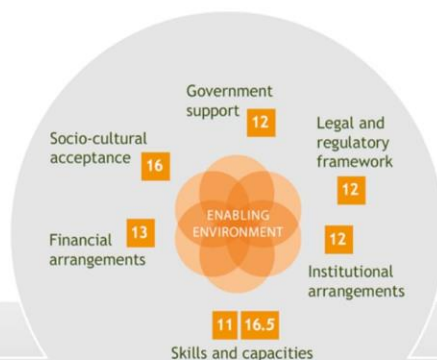 Government
support
12
Legal and
regulatory
framework
12
Socio-cultural
acceptance
16
ENABLING
ENVIRONMENT
Financial
arrangements
13
12
Institutional
arrangements
11 16.5
Skills and capacities